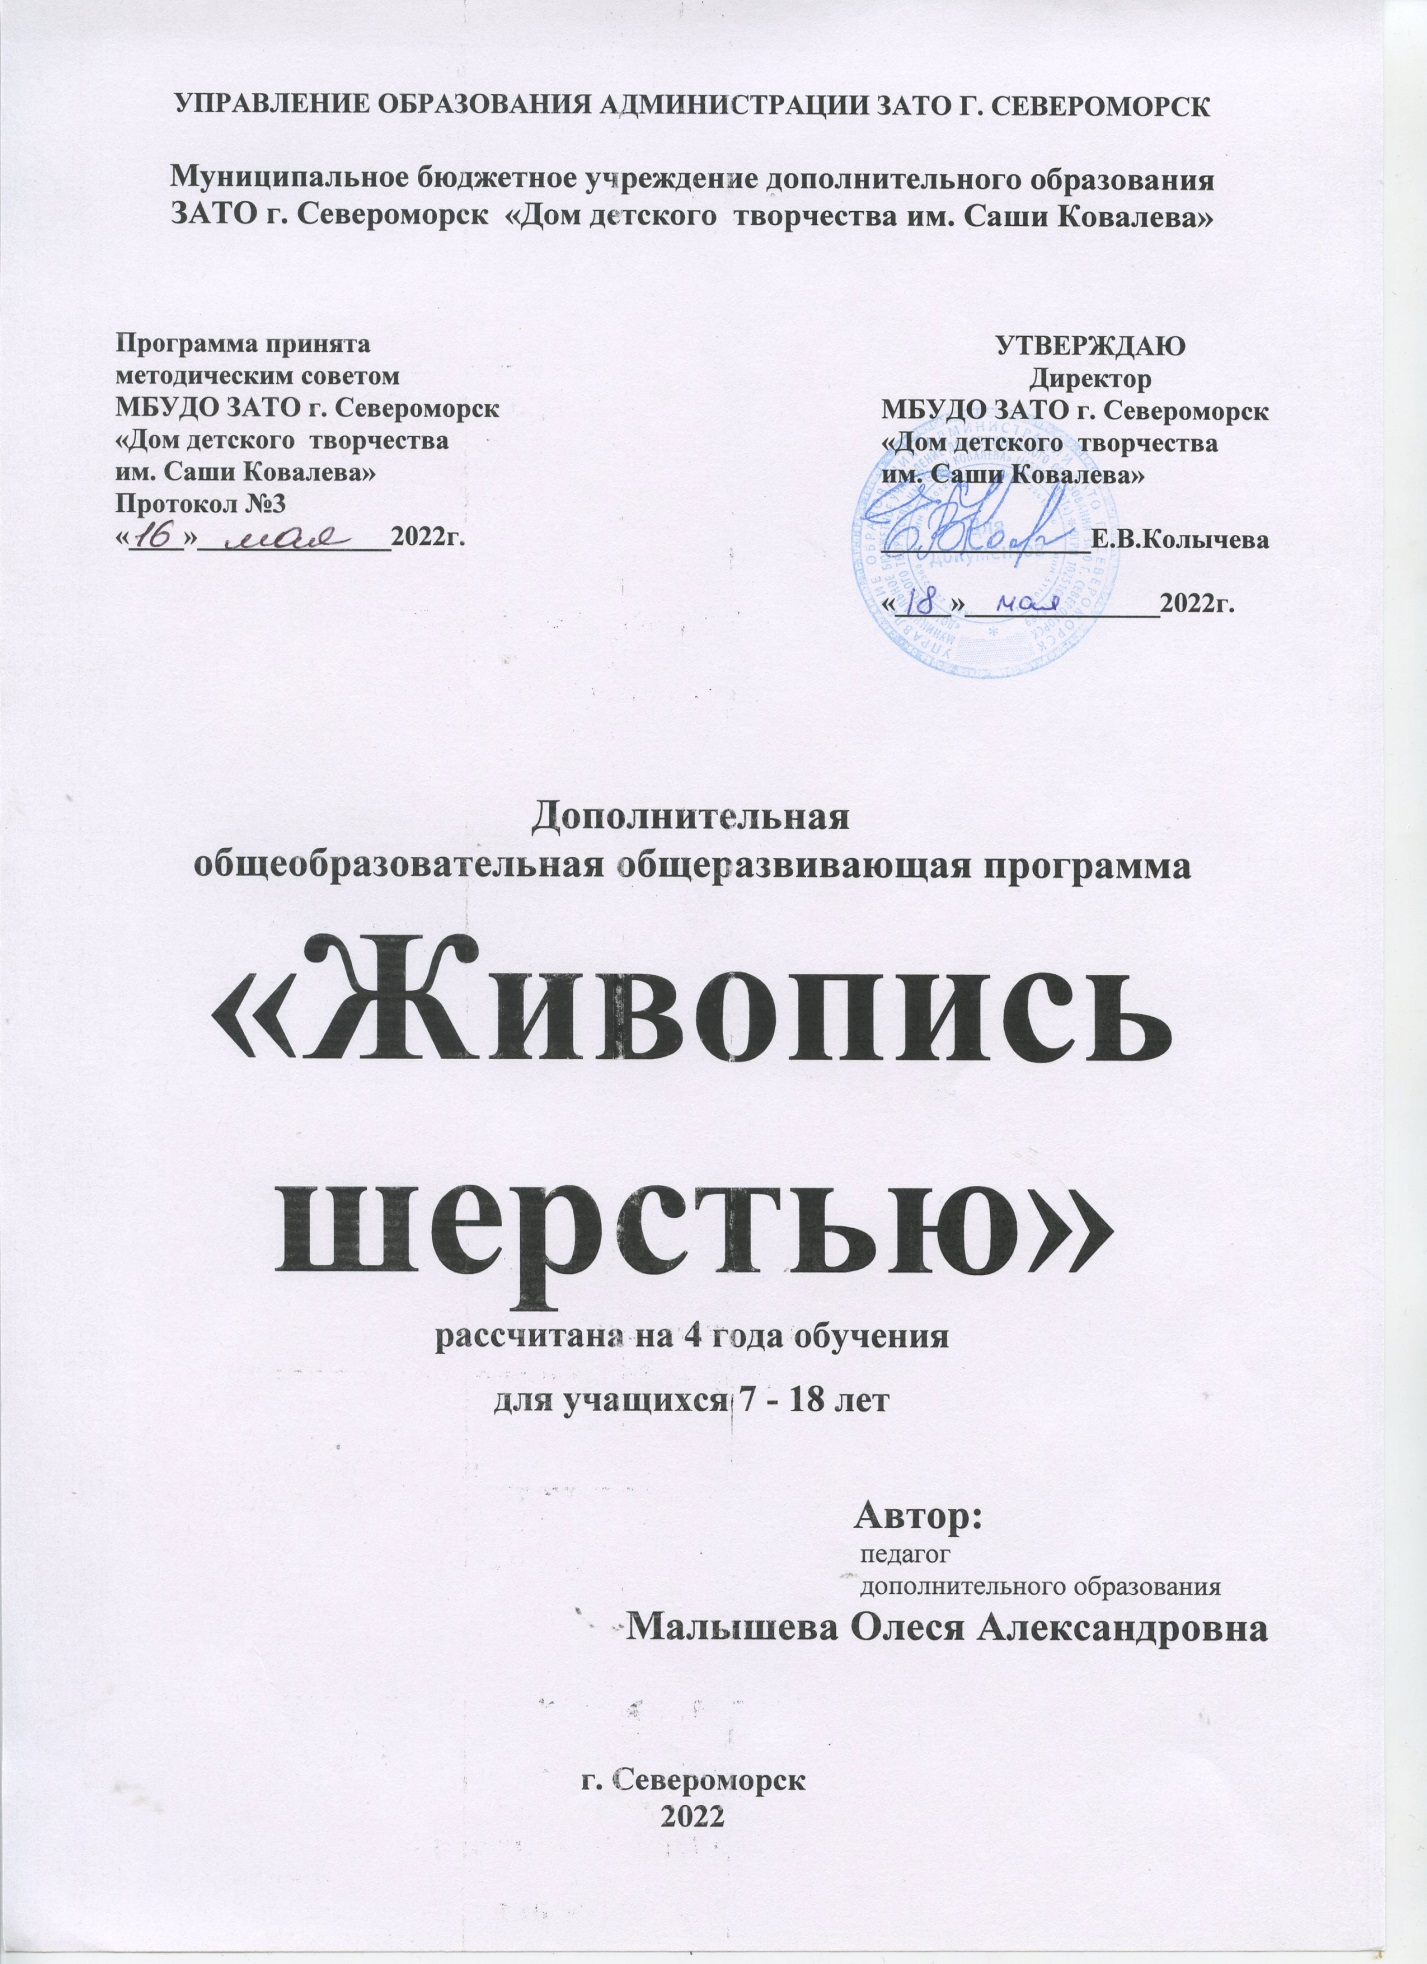 УПРАВЛЕНИЕ ОБРАЗОВАНИЯ АДМИНИСТРАЦИИ ЗАТО Г. СЕВЕРОМОРСК
Муниципальное бюджетное учреждение дополнительного образования
ЗАТО г. Североморск «Дом детского творчества им. Саши Ковалева»
Программа принята
методическим советом
МБУДО ЗАТО г. Североморск
«Дом детского творчества
им. Саши Ковалева»
Протокол №3
«16» мая 2022г.
УТВЕРЖДАЮ
Директор
МБУДО ЗАТО г. Североморск
«Дом детского творчества
им. Саши Ковалева»
Е.В.Колычева
«18» мая 2022г.
Для
документов
Дополнительная
общеобразовательная общеразвивающая программа
«Живопись
шерстью»
рассчитана на 4 года обучения
для учащихся 7 - 18 лет
Автор:
педагог
дополнительного образования
Малышева Олеся Александровна
г. Североморск
2022